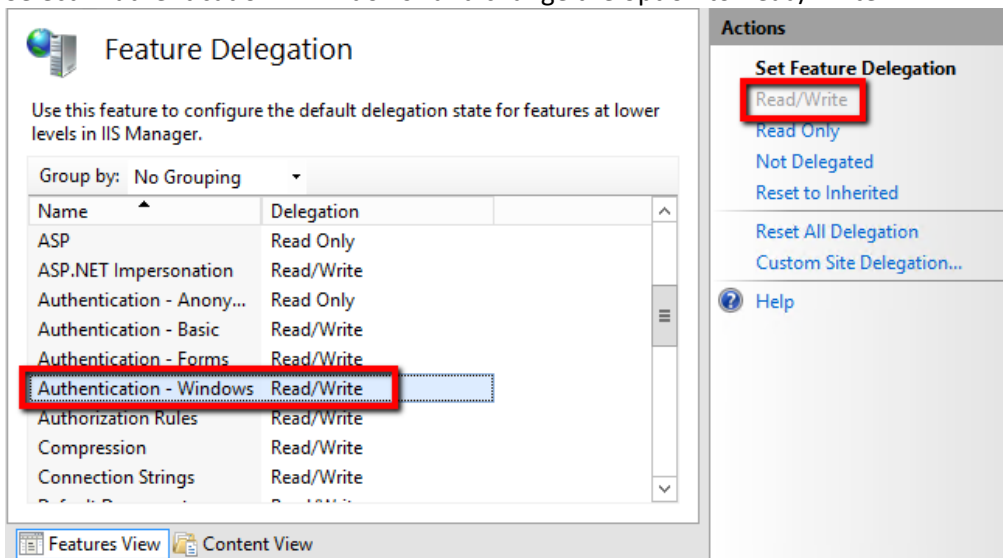 Feature Delegation
Use this feature to configure the default delegation state for features at lower
levels in IIS Manager.
Group by: No Grouping
Name Delegation
ASP Read Only
ASP.NET Impersonation Read/Write
Authentication - Anony... Read Only
Authentication - Basic Read/Write
Authentication - Forms Read/Write
Authentication - Windows Read/Write
Authorization Rules Read/Write
Compression Read/Write
Connection Strings Read/Write
Features View Content View
Actions
Set Feature Delegation
Read/Write
Read Only
Not Delegated
Reset to Inherited
Reset All Delegation
Custom Site Delegation...
Help